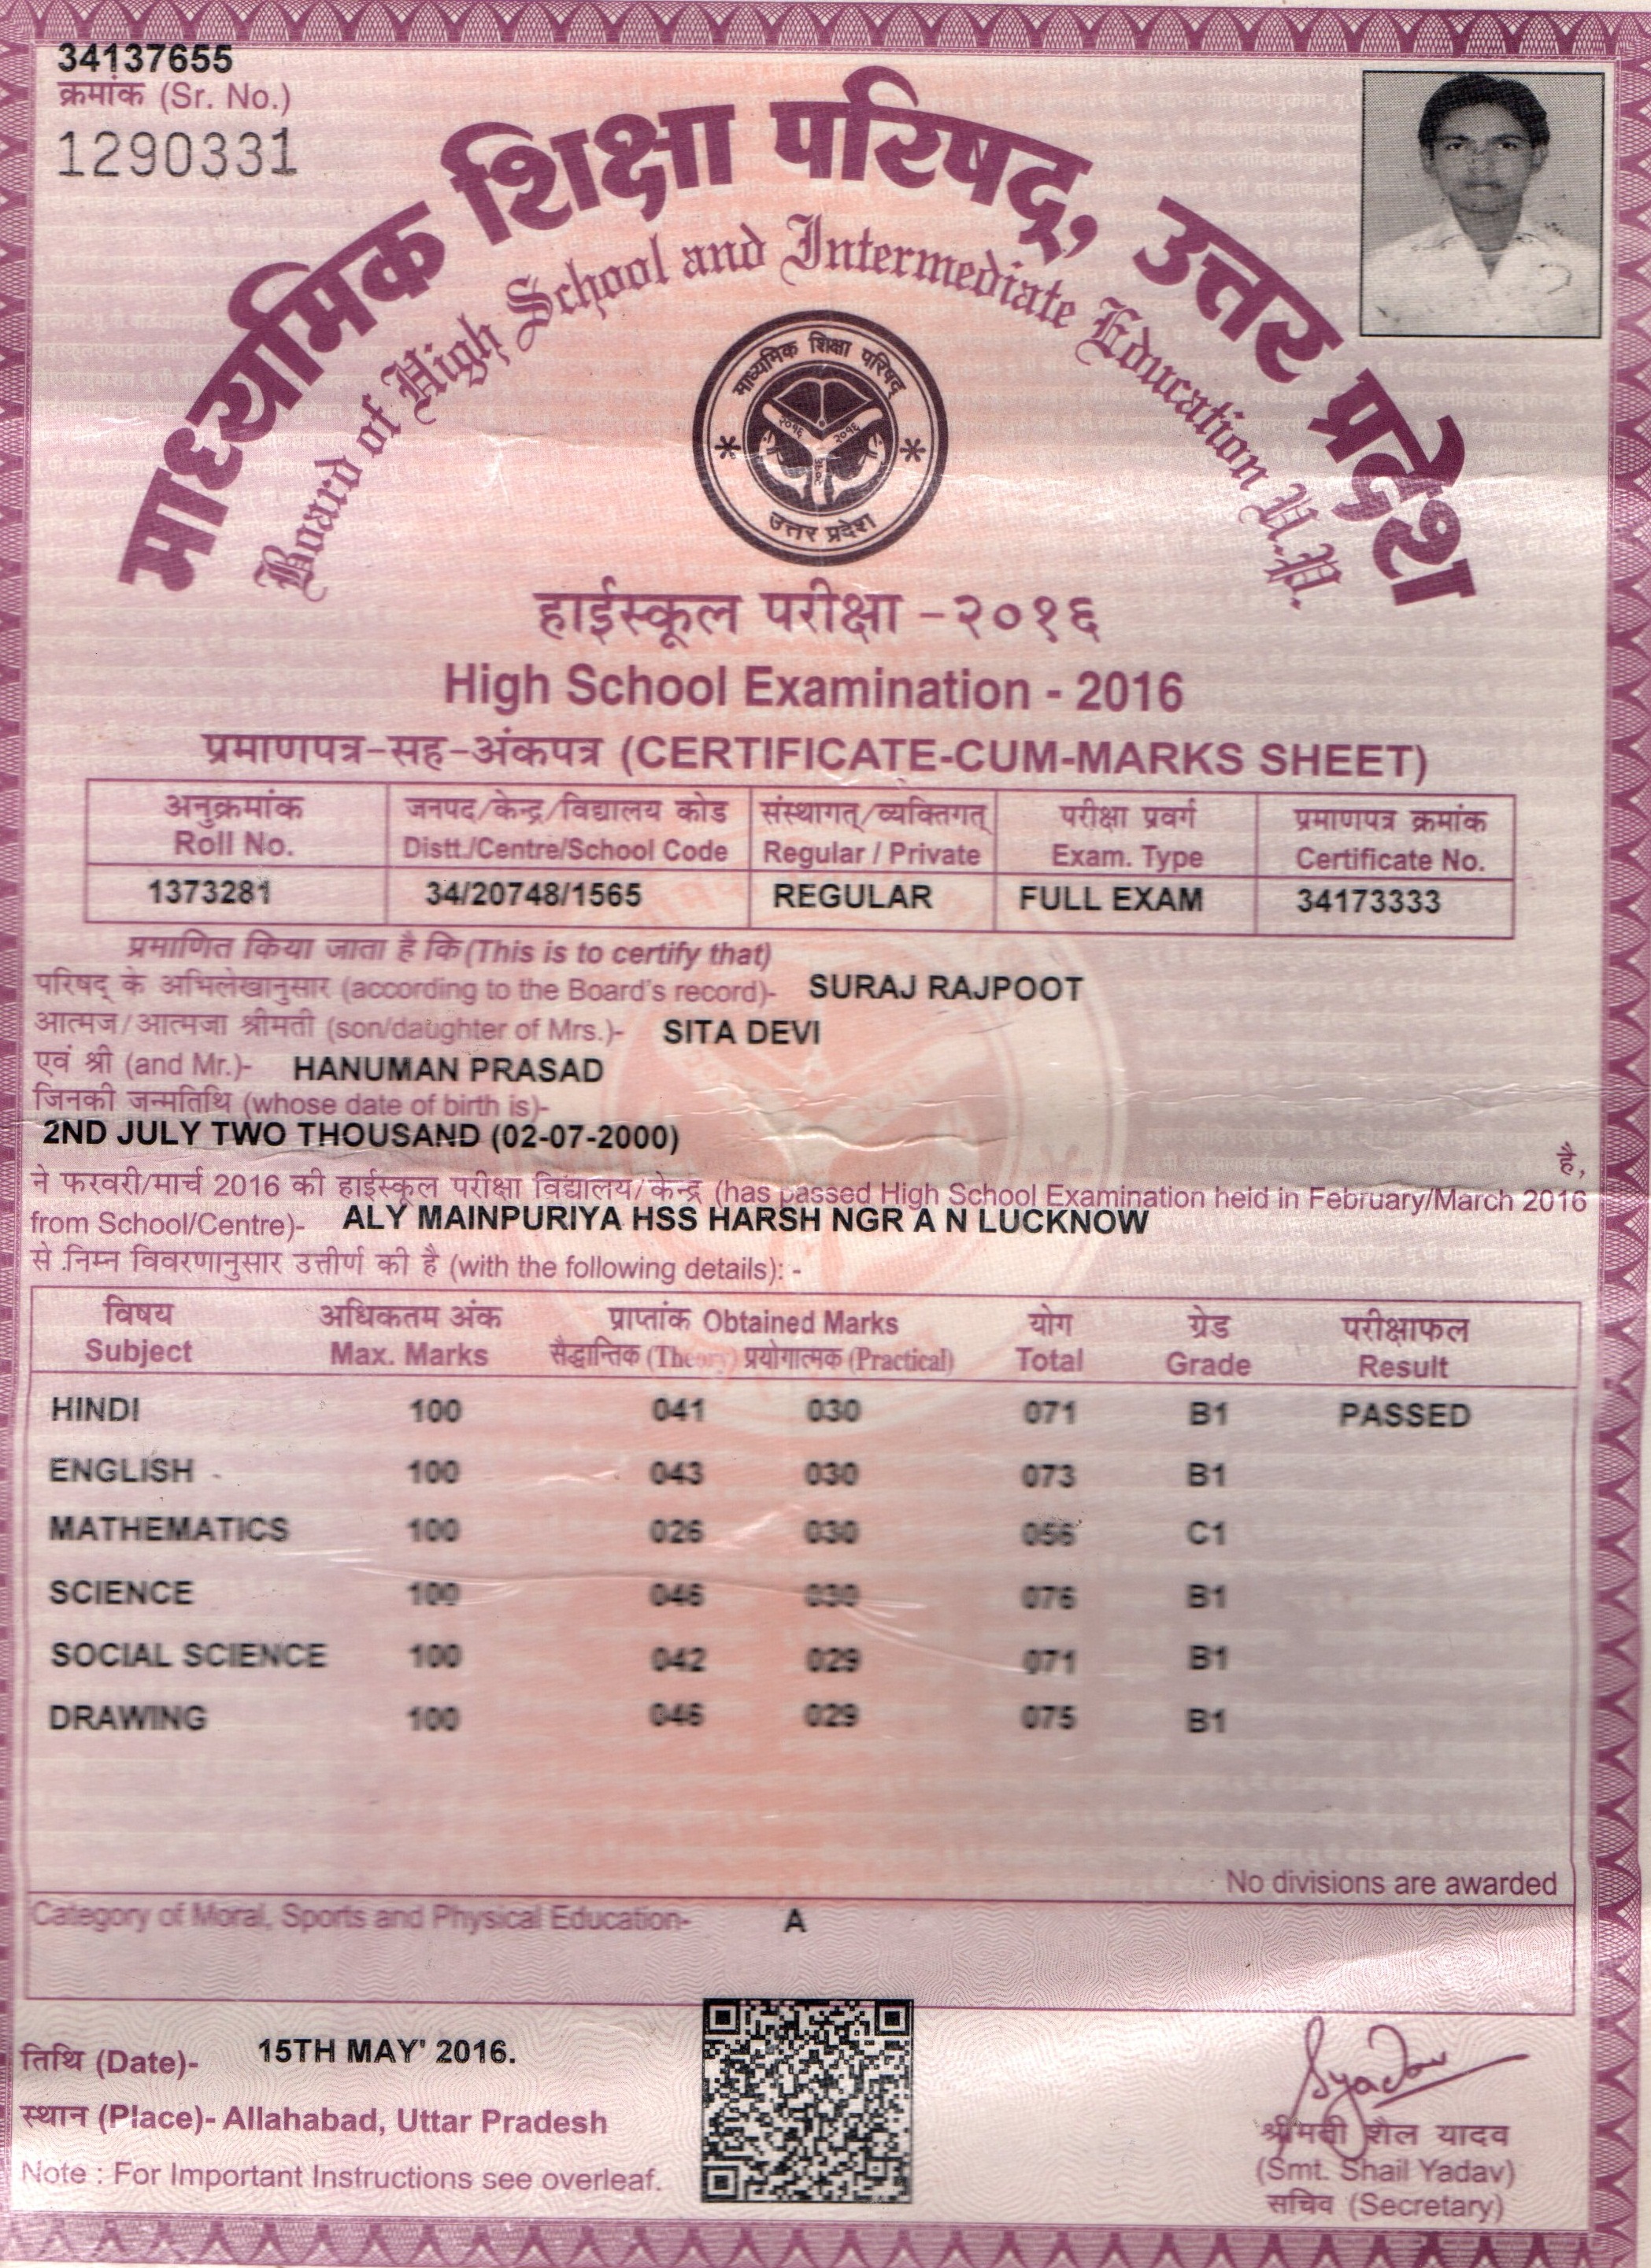 34137655
क्रमांक (Sr. No.)
1290331
माध्यमिक शिक्षा परिषद्, उत्तर प्रदेश
Board of High School and Intermediate Education U.P.
माध्यमिक शिक्षा परिषद्
२०१६ २०१६
२०१६
उत्तर प्रदेश
हाईस्कूल परीक्षा -२०१६
High School Examination - 2016
प्रमाणपत्र-सह-अंकपत्र (CERTIFICATE-CUM-MARKS SHEET)
अनुक्रमांक जनपद/केन्द्र/विद्यालय कोड संस्थागत्/व्यक्तिगत् परीक्षा प्रवर्ग प्रमाणपत्र क्रमांक
Roll No. Distt./Centre/School Code Regular / Private Exam. Type Certificate No.
1373281 34/20748/1565 REGULAR FULL EXAM 34173333
प्रमाणित किया जाता है कि (This is to certify that)
परिषद् के अभिलेखानुसार (according to the Board's record)- SURAJ RAJPOOT
आत्मज/आत्मजा श्रीमती (son/daughter of Mrs.)- SITA DEVI
एवं श्री (and Mr.)- HANUMAN PRASAD
जिनकी जन्मतिथि (whose date of birth is)-
2ND JULY TWO THOUSAND (02-07-2000) है,
ने फरवरी/मार्च 2016 की हाईस्कूल परीक्षा विद्यालय/केन्द्र (has passed High School Examination held in February/March 2016
from School/Centre)- ALY MAINPURIYA HSS HARSH NGR A N LUCKNOW
से निम्न विवरणानुसार उत्तीर्ण की है (with the following details): -
विषय अधिकतम अंक प्राप्तांक Obtained Marks योग ग्रेड परीक्षाफल
Subject Max. Marks सैद्धान्तिक (Theory) प्रयोगात्मक (Practical) Total Grade Result
HINDI 100 041 030 071 B1 PASSED
ENGLISH 100 043 030 073 B1
MATHEMATICS 100 026 030 056 C1
SCIENCE 100 046 030 076 B1
SOCIAL SCIENCE 100 042 029 071 B1
DRAWING 100 046 029 075 B1
No divisions are awarded
Category of Moral, Sports and Physical Education- A
तिथि (Date)- 15TH MAY' 2016.
स्थान (Place)- Allahabad, Uttar Pradesh
Note : For Important Instructions see overleaf.
Syadav
श्रीमती शैल यादव
(Smt. Shail Yadav)
सचिव (Secretary)